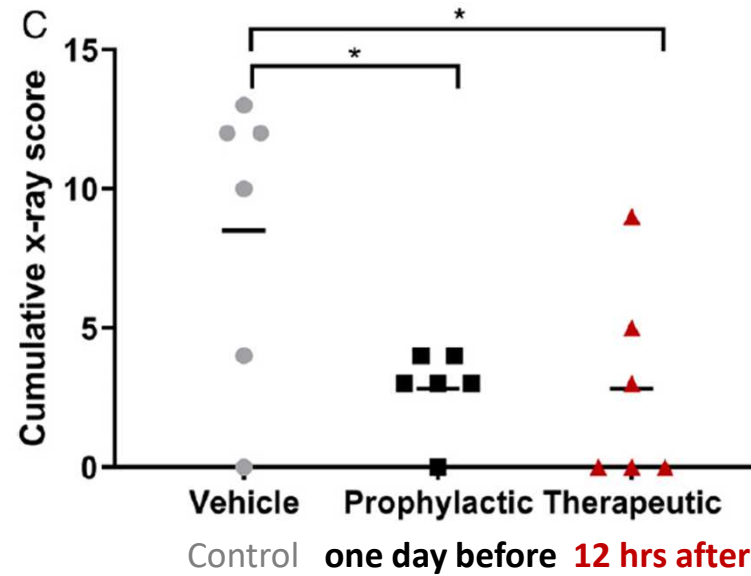 C
*
*
Cumulative x-ray score
15
10
5
0
Vehicle Prophylactic Therapeutic
Control one day before 12 hrs after